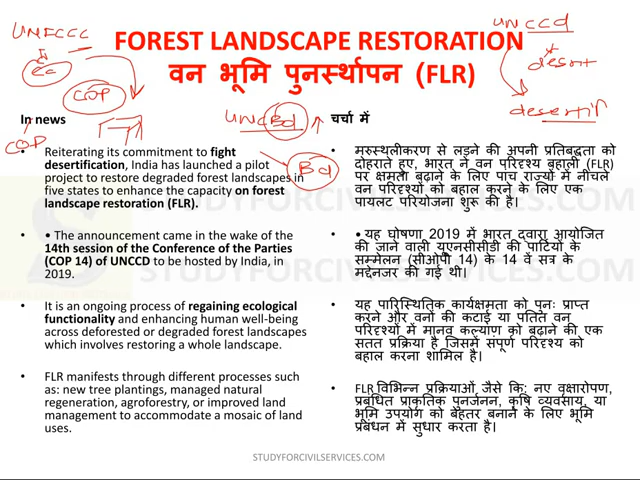 UNFCCC
UNCCd
FOREST LANDSCAPE RESTORATION
वन भूमि पुनर्स्थापन (FLR)
CC
desert
COP
desertif
UNCBd
In news
चर्चा में
COP
Bd
Reiterating its commitment to fight
desertification, India has launched a pilot
project to restore degraded forest landscapes in
five states to enhance the capacity on forest
landscape restoration (FLR).
• • The announcement came in the wake of the
14th session of the Conference of the Parties
(COP 14) of UNCCD to be hosted by India, in
2019.
• It is an ongoing process of regaining ecological
functionality and enhancing human well-being
across deforested or degraded forest landscapes
which involves restoring a whole landscape.
• FLR manifests through different processes such
as: new tree plantings, managed natural
regeneration, agroforestry, or improved land
management to accommodate a mosaic of land
uses.
• मरुस्थलीकरण से लड़ने की अपनी प्रतिबद्धता को
दोहराते हुए, भारत ने वन परिदृश्य बहाली (FLR)
पर क्षमता बढ़ाने के लिए पांच राज्यों में नीचले
वन परिदृश्यों को बहाल करने के लिए एक
पायलट परियोजना शुरू की है।
• • यह घोषणा 2019 में भारत द्वारा आयोजित
की जाने वाली यूएनसीसीडी की पार्टियों के
सम्मेलन (सीओपी 14) के 14 वें सत्र के
मद्देनजर की गई थी।
• यह पारिस्थितिक कार्यक्षमता को पुनः प्राप्त
करने और वनों की कटाई या पतित वन
परिदृश्यों में मानव कल्याण को बढ़ाने की एक
सतत प्रक्रिया है जिसमें संपूर्ण परिदृश्य को
बहाल करना शामिल है।
• FLR विभिन्न प्रक्रियाओं जैसे कि: नए वृक्षारोपण,
प्रबंधित प्राकृतिक पुनर्जनन, कृषि व्यवसाय, या
भूमि उपयोग को बेहतर बनाने के लिए भूमि
प्रबंधन में सुधार करता है।
STUDYFORCIVILSERVICES.COM